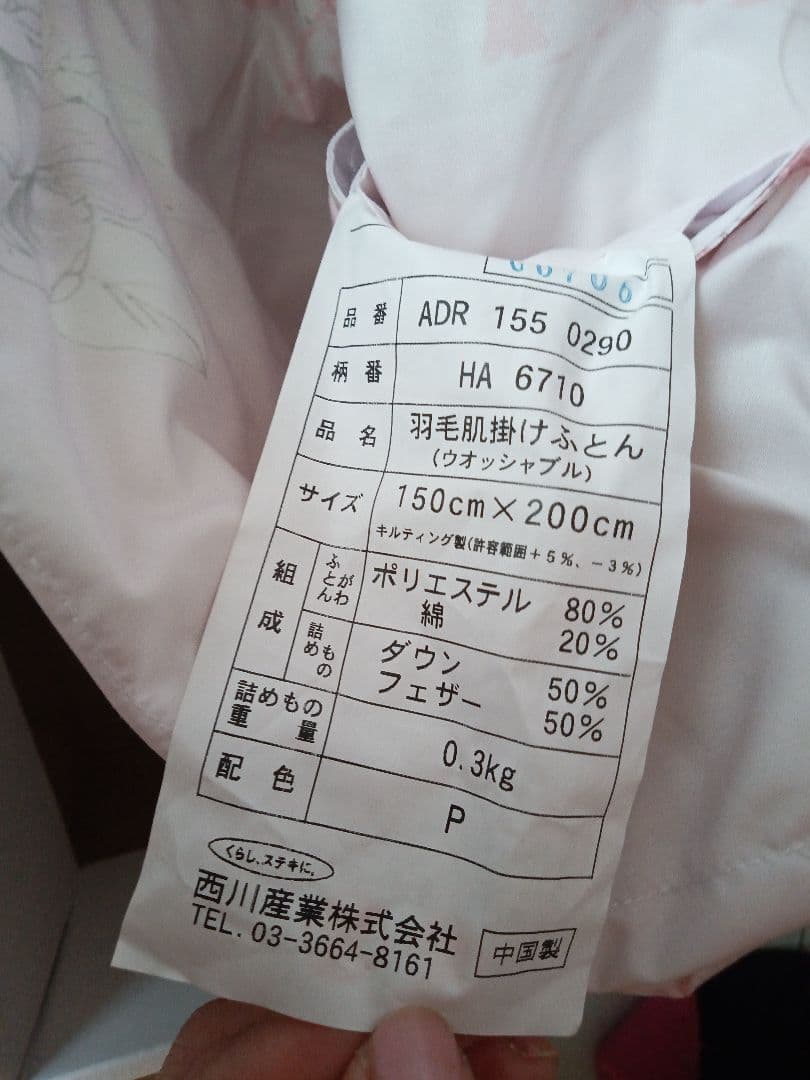 品番 ADR 155 0290
柄番 HA 6710
品名 羽毛肌掛けふとん
(ウオッシャブル)
サイズ 150cm×200cm
キルティング製(許容範囲+5%、-3%)
組成 ふとんがわ ポリエステル 80%
綿 20%
詰めもの ダウン 50%
フェザー 50%
詰めもの重量 0.3kg
配色 P
くらし、ステキに。
西川産業株式会社
TEL. 03-3664-8161
中国製